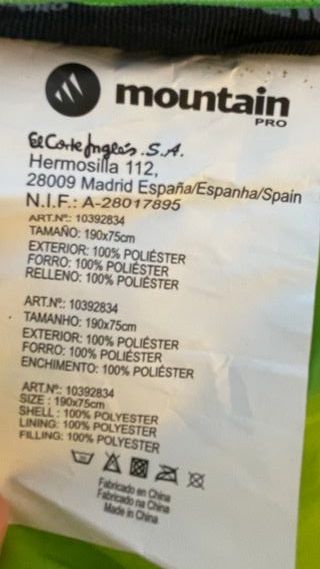 mountain
PRO
El Corte Inglés, S.A.
Hermosilla 112,
28009 Madrid España/Espanha/Spain
N.I.F.: A-28017895
ART.Nº.: 10392834
TAMAÑO: 190x75cm
EXTERIOR: 100% POLIÉSTER
FORRO: 100% POLIÉSTER
RELLENO: 100% POLIÉSTER
ART.Nº.: 10392834
TAMANHO: 190x75cm
EXTERIOR: 100% POLIÉSTER
FORRO: 100% POLIÉSTER
ENCHIMENTO: 100% POLIÉSTER
ART.Nº: 10392834
SIZE : 190x75cm
SHELL : 100% POLYESTER
LINING: 100% POLYESTER
FILLING: 100% POLYESTER
Fabricado en China
Fabricado na China
Made in China